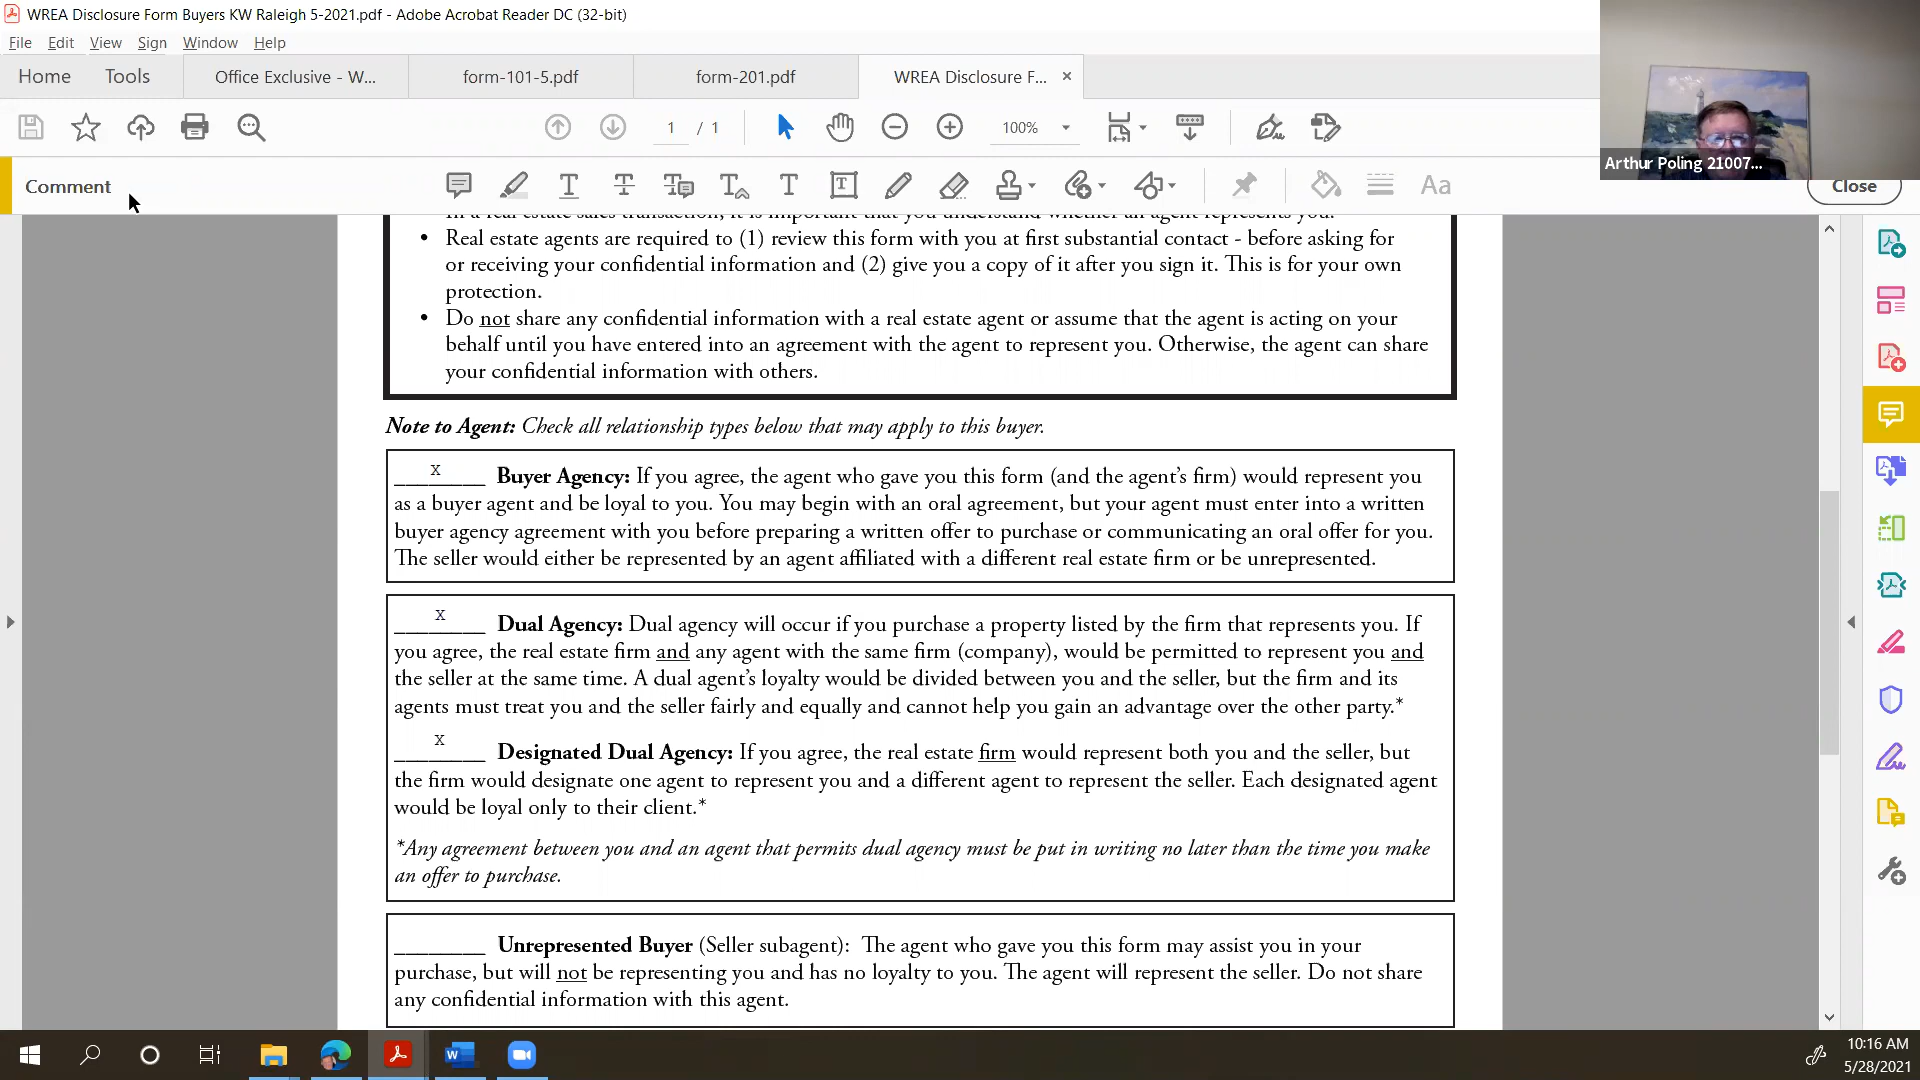 WREA Disclosure Form Buyers KW Raleigh 5-2021.pdf - Adobe Acrobat Reader DC (32-bit)
File Edit View Sign Window Help
Home Tools Office Exclusive - W... form-101-5.pdf form-201.pdf WREA Disclosure F... ×
1 / 1 100%
Arthur Poling 21007...
Comment
Aa
Close
In a real estate sales transaction, it is important that you understand whether an agent represents you.
• Real estate agents are required to (1) review this form with you at first substantial contact - before asking for
or receiving your confidential information and (2) give you a copy of it after you sign it. This is for your own
protection.
• Do not share any confidential information with a real estate agent or assume that the agent is acting on your
behalf until you have entered into an agreement with the agent to represent you. Otherwise, the agent can share
your confidential information with others.
Note to Agent: Check all relationship types below that may apply to this buyer.
X Buyer Agency: If you agree, the agent who gave you this form (and the agent's firm) would represent you
as a buyer agent and be loyal to you. You may begin with an oral agreement, but your agent must enter into a written
buyer agency agreement with you before preparing a written offer to purchase or communicating an oral offer for you.
The seller would either be represented by an agent affiliated with a different real estate firm or be unrepresented.
X Dual Agency: Dual agency will occur if you purchase a property listed by the firm that represents you. If
you agree, the real estate firm and any agent with the same firm (company), would be permitted to represent you and
the seller at the same time. A dual agent's loyalty would be divided between you and the seller, but the firm and its
agents must treat you and the seller fairly and equally and cannot help you gain an advantage over the other party.*
X Designated Dual Agency: If you agree, the real estate firm would represent both you and the seller, but
the firm would designate one agent to represent you and a different agent to represent the seller. Each designated agent
would be loyal only to their client.*
*Any agreement between you and an agent that permits dual agency must be put in writing no later than the time you make
an offer to purchase.
________ Unrepresented Buyer (Seller subagent): The agent who gave you this form may assist you in your
purchase, but will not be representing you and has no loyalty to you. The agent will represent the seller. Do not share
any confidential information with this agent.
10:16 AM
5/28/2021